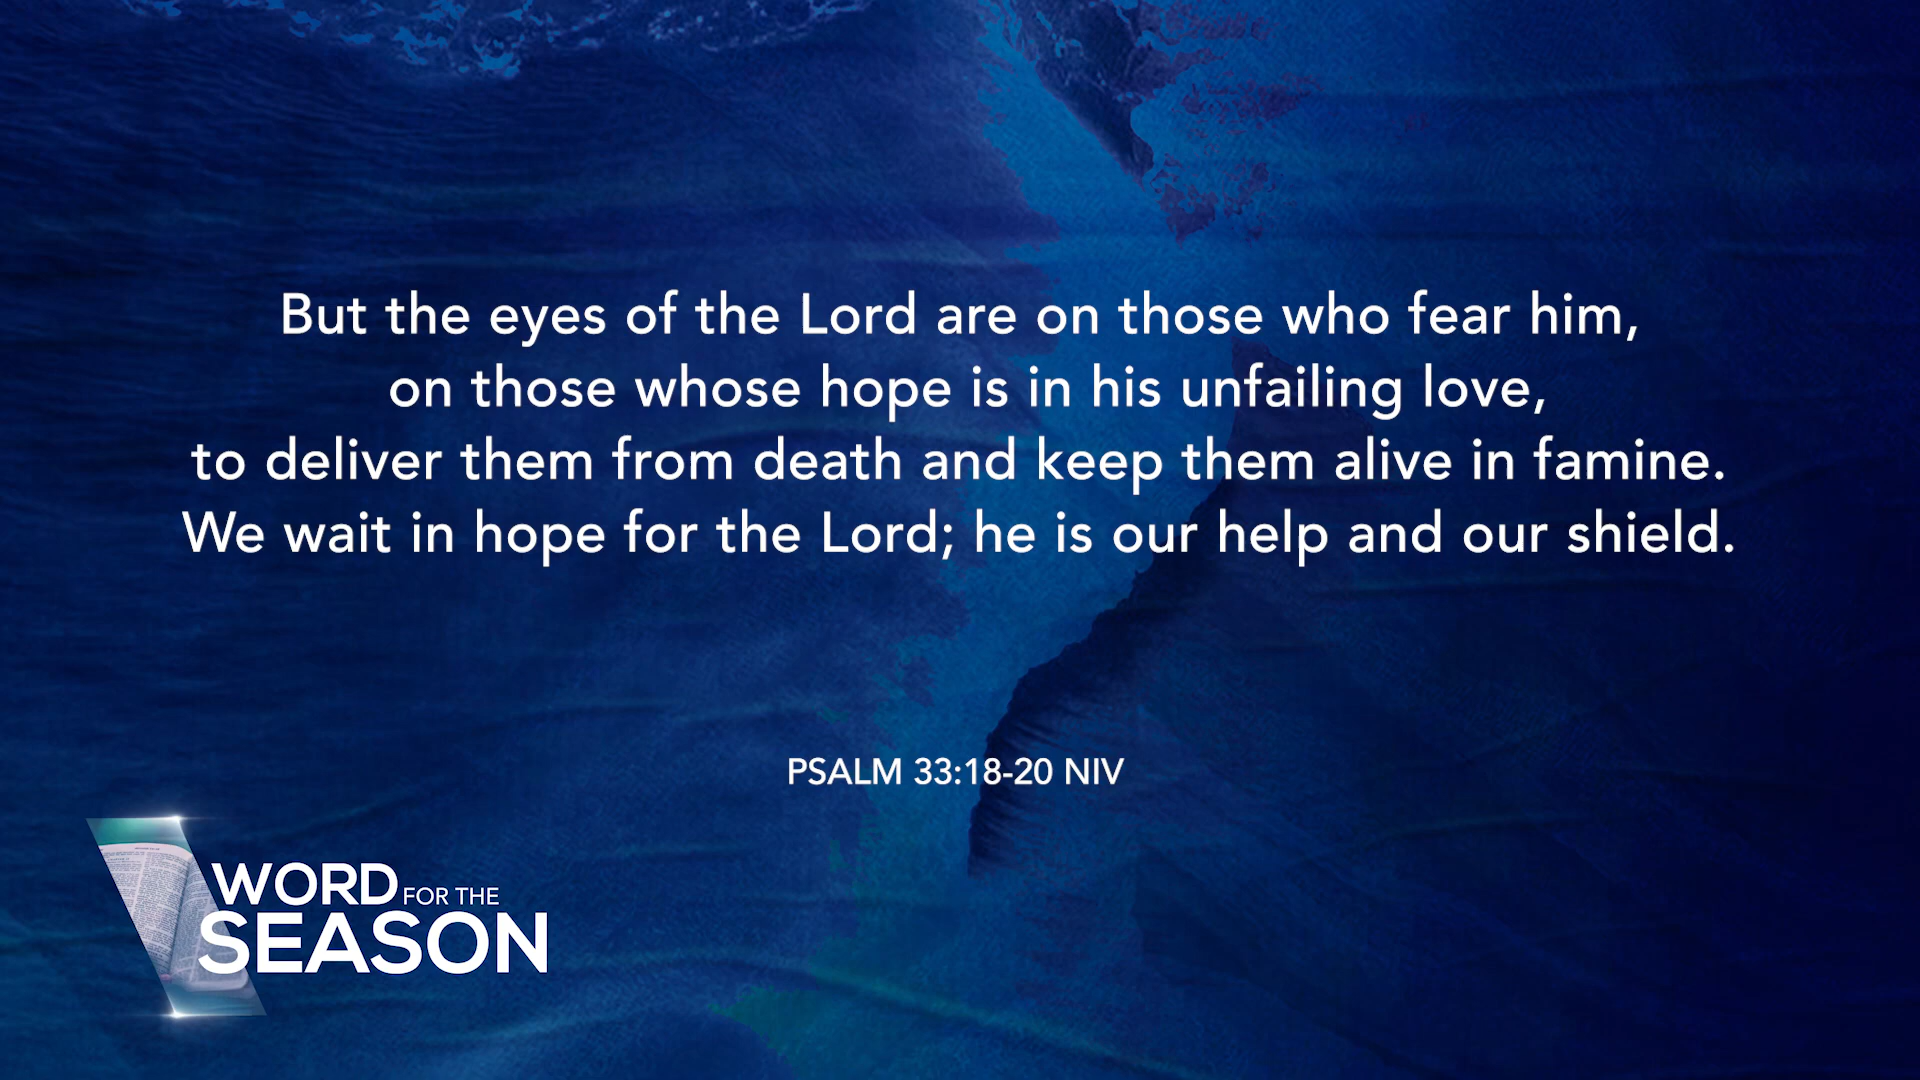 But the eyes of the Lord are on those who fear him,
on those whose hope is in his unfailing love,
to deliver them from death and keep them alive in famine.
We wait in hope for the Lord; he is our help and our shield.
PSALM 33:18-20 NIV
WORD FOR THE
SEASON